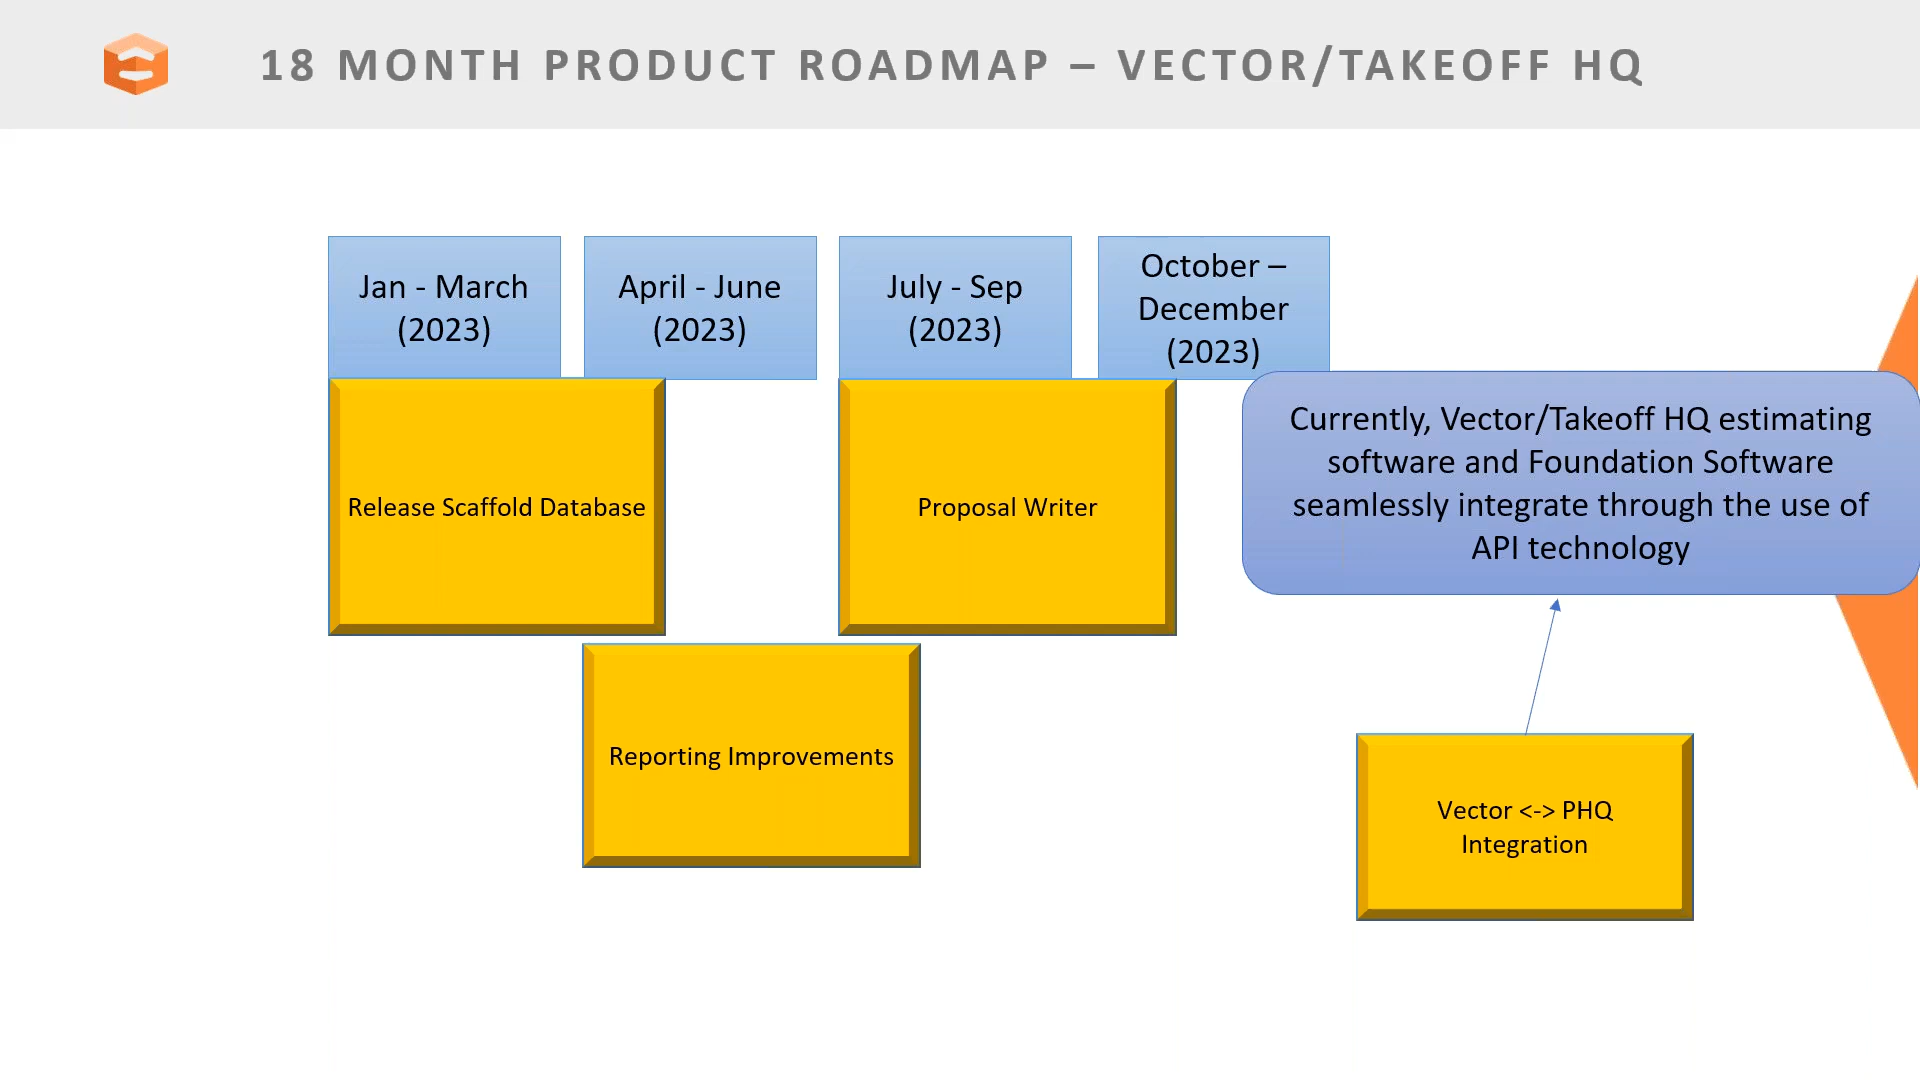 18 MONTH PRODUCT ROADMAP – VECTOR/TAKEOFF HQ
Jan - March
(2023)
April - June
(2023)
July - Sep
(2023)
October –
December
(2023)
Release Scaffold Database
Proposal Writer
Currently, Vector/Takeoff HQ estimating
software and Foundation Software
seamlessly integrate through the use of
API technology
Reporting Improvements
Vector <-> PHQ
Integration